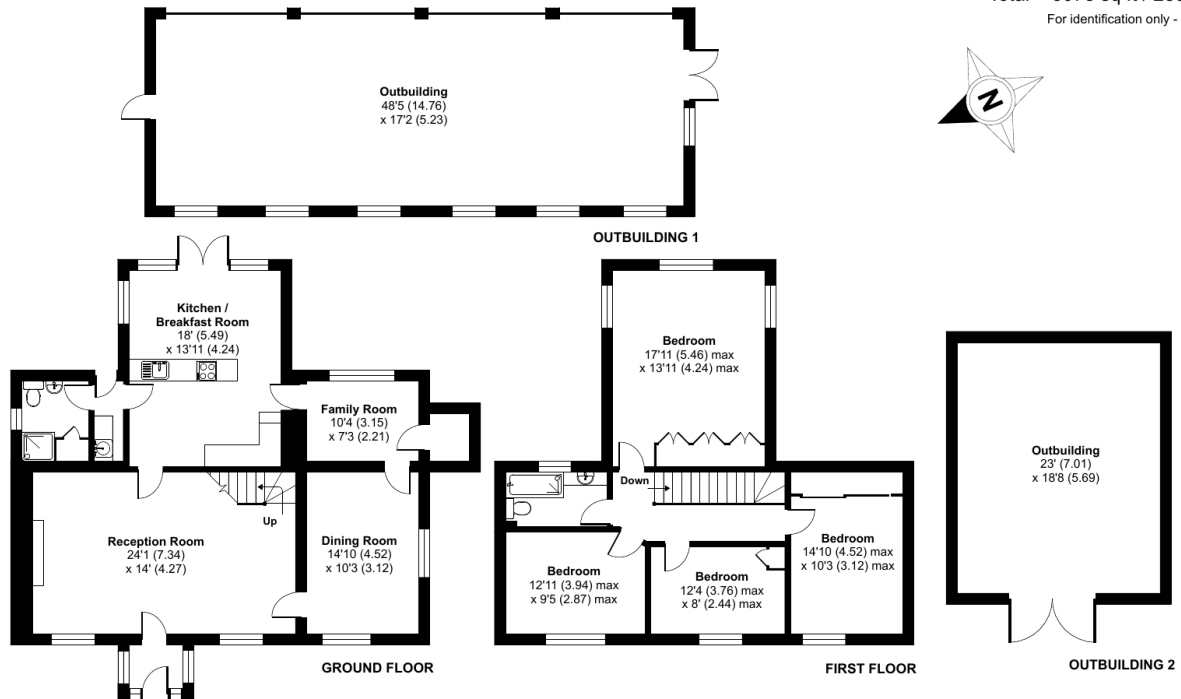 For identification only -
N
Outbuilding
48'5 (14.76)
x 17'2 (5.23)
OUTBUILDING 1
Kitchen /
Breakfast Room
18' (5.49)
x 13'11 (4.24)
Family Room
10'4 (3.15)
x 7'3 (2.21)
Reception Room
24'1 (7.34)
x 14' (4.27)
Up
Dining Room
14'10 (4.52)
x 10'3 (3.12)
GROUND FLOOR
Bedroom
17'11 (5.46) max
x 13'11 (4.24) max
Down
Bedroom
12'11 (3.94) max
x 9'5 (2.87) max
Bedroom
12'4 (3.76) max
x 8' (2.44) max
Bedroom
14'10 (4.52) max
x 10'3 (3.12) max
FIRST FLOOR
Outbuilding
23' (7.01)
x 18'8 (5.69)
OUTBUILDING 2